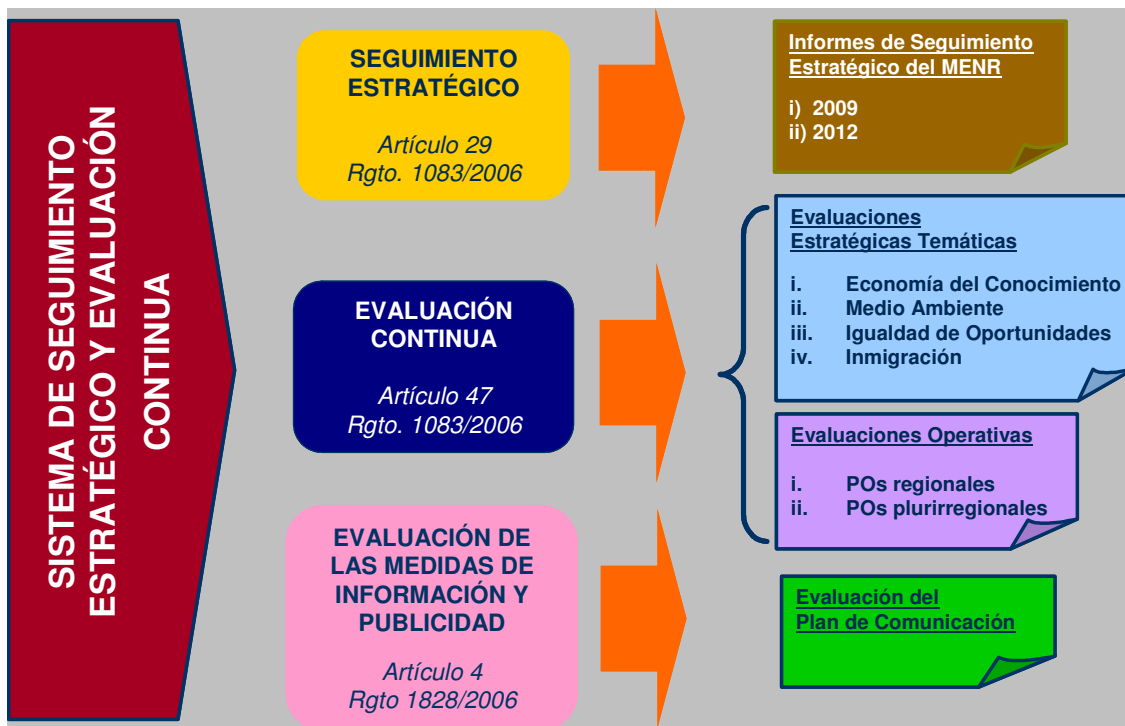 SISTEMA DE SEGUIMIENTO
ESTRATÉGICO Y EVALUACIÓN
CONTINUA
SEGUIMIENTO
ESTRATÉGICO
Artículo 29
Rgto. 1083/2006
Informes de Seguimiento
Estratégico del MENR
i) 2009
ii) 2012
EVALUACIÓN
CONTINUA
Artículo 47
Rgto. 1083/2006
Evaluaciones
Estratégicas Temáticas
i. Economía del Conocimiento
ii. Medio Ambiente
iii. Igualdad de Oportunidades
iv. Inmigración
Evaluaciones Operativas
i. POs regionales
ii. POs plurirregionales
EVALUACIÓN DE
LAS MEDIDAS DE
INFORMACIÓN Y
PUBLICIDAD
Artículo 4
Rgto 1828/2006
Evaluación del
Plan de Comunicación